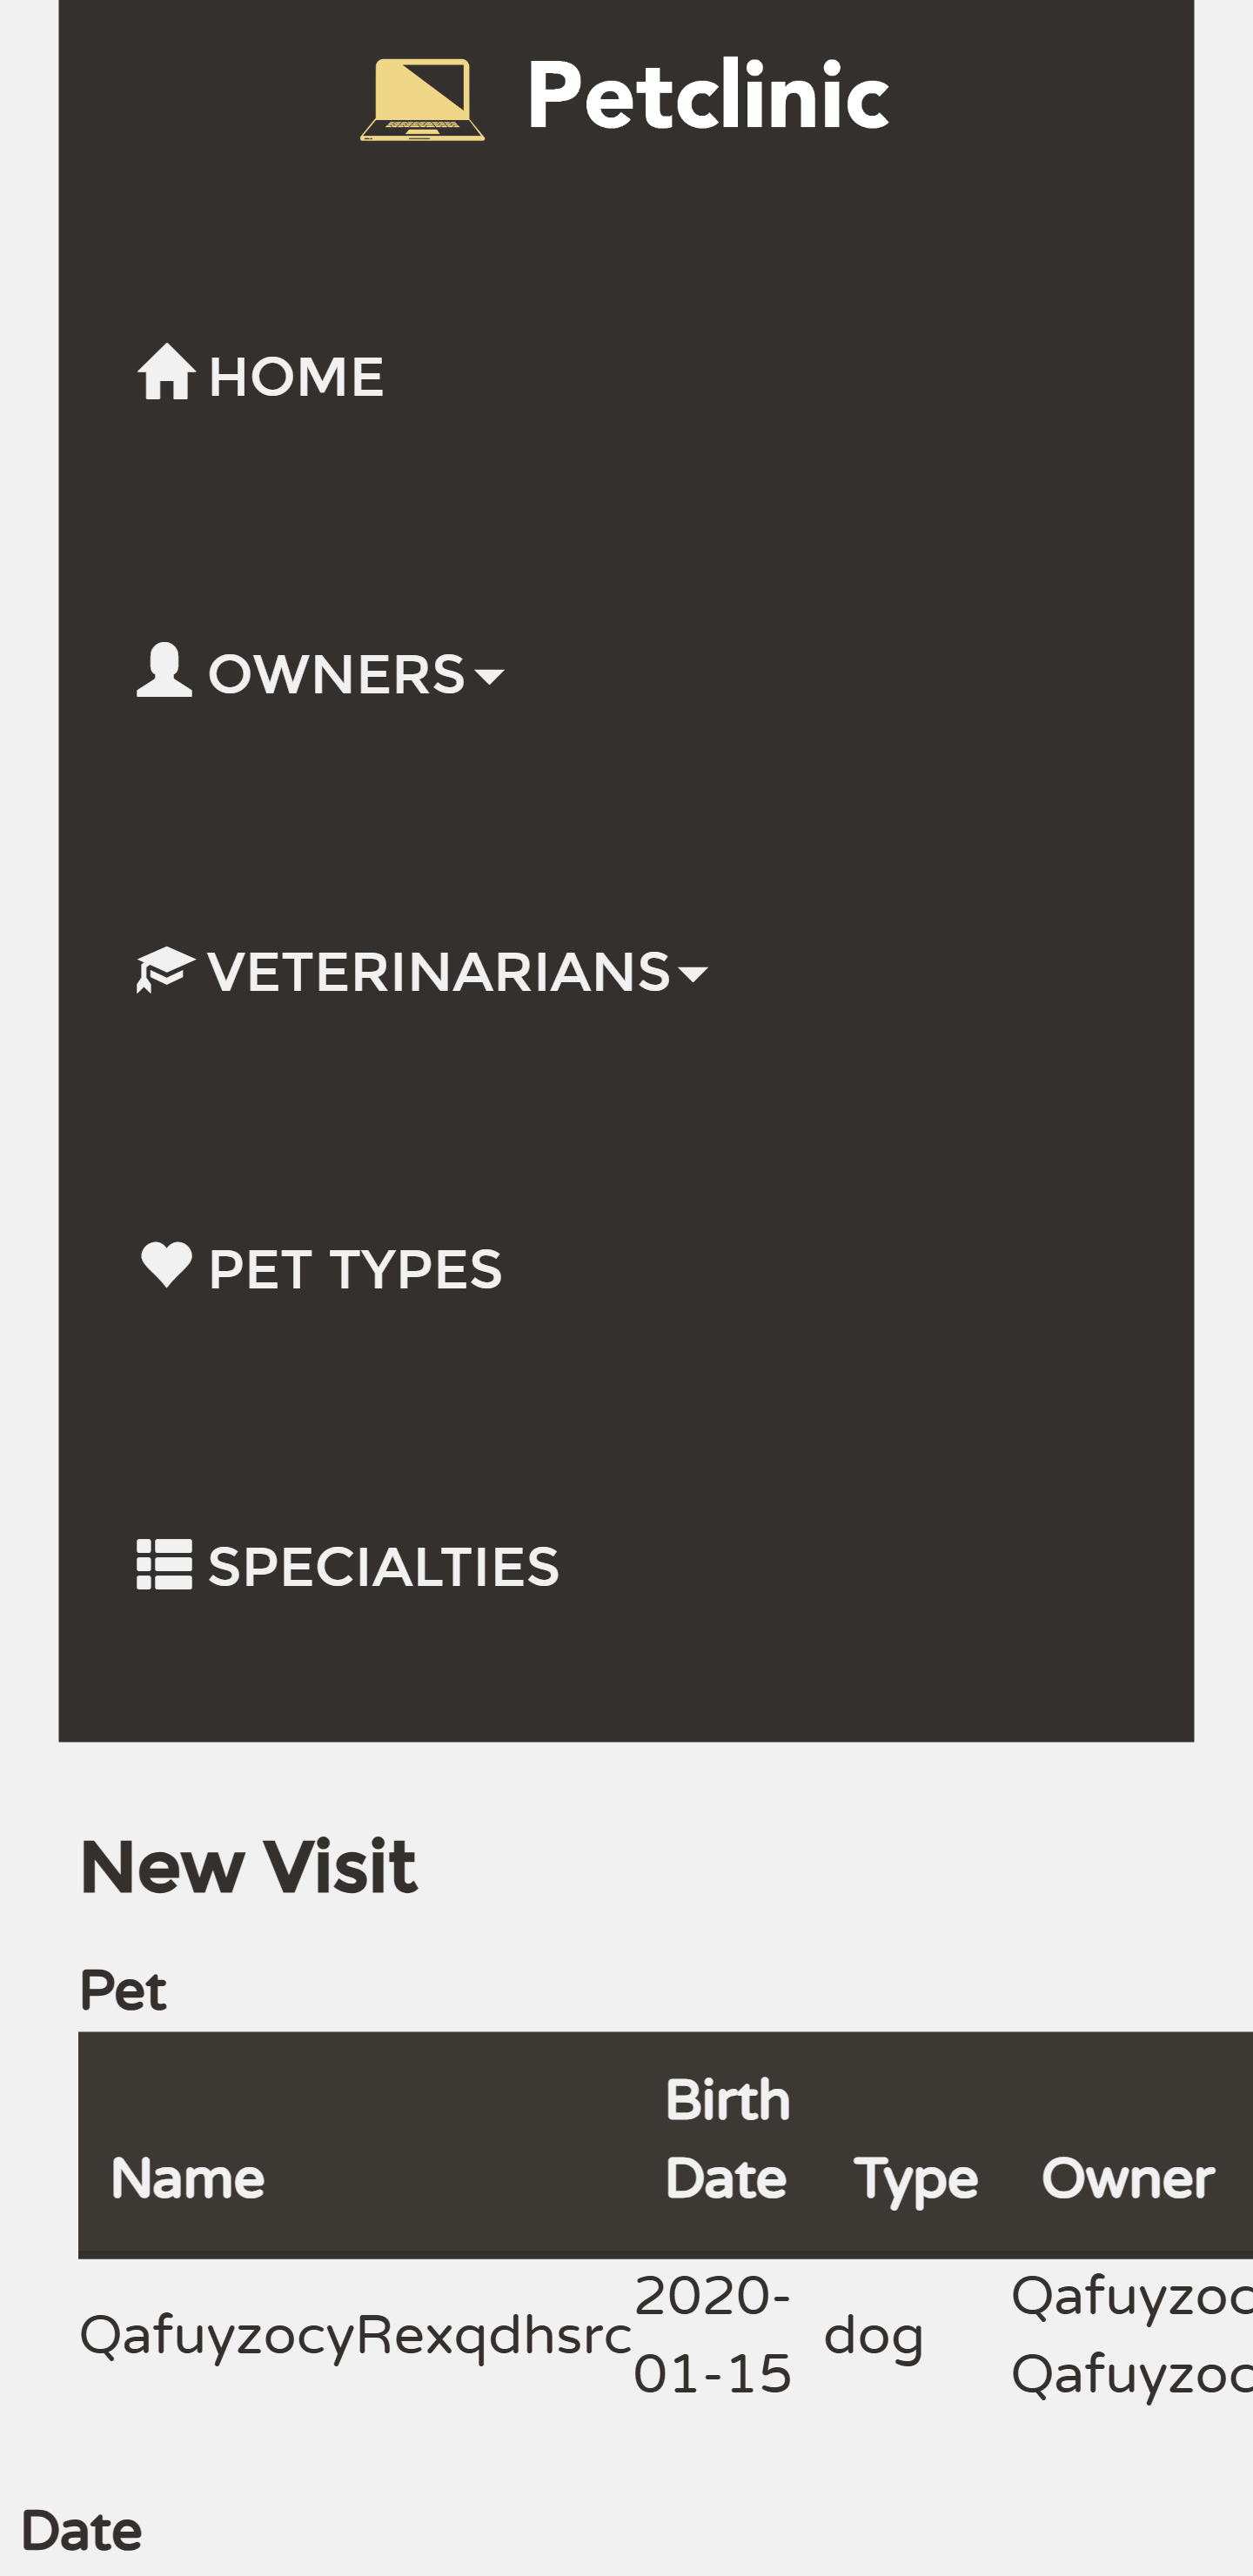 Petclinic
HOME
OWNERS
VETERINARIANS
PET TYPES
SPECIALTIES
New Visit
Pet
Name Birth Date Type Owner
QafuyzocyRexqdhsrc 2020-01-15 dog
Date